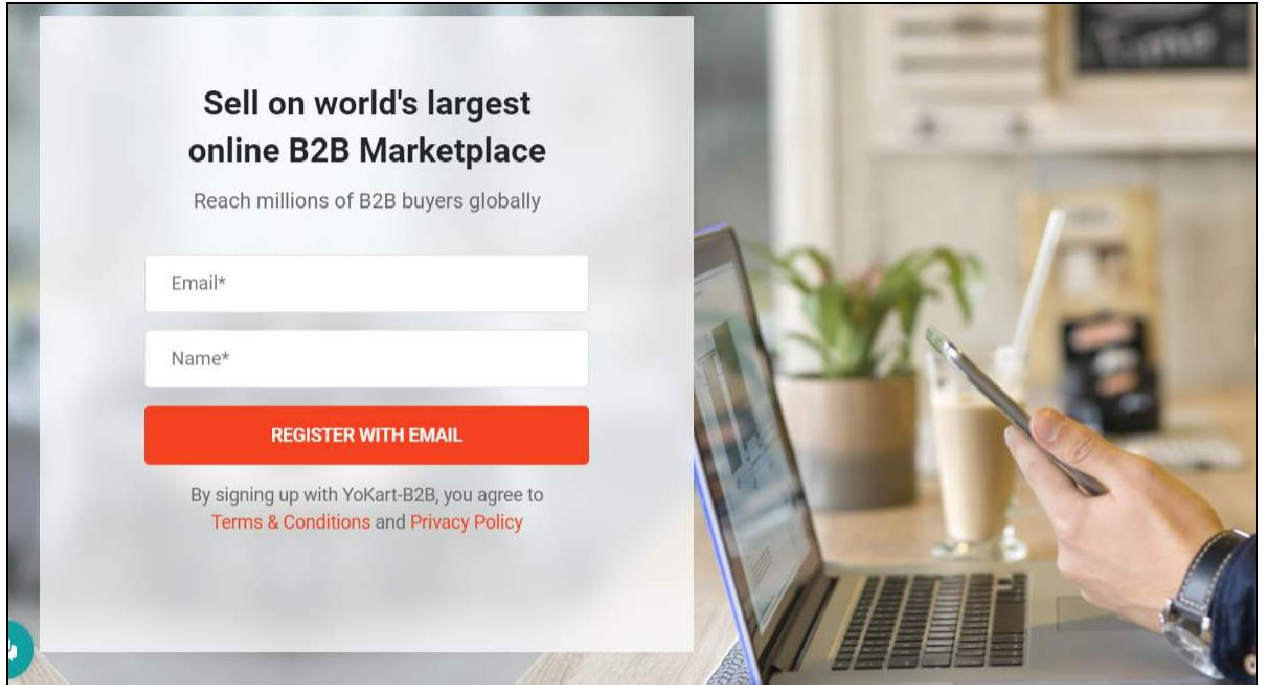 Sell on world's largest
online B2B Marketplace
Reach millions of B2B buyers globally
Email*
Name*
REGISTER WITH EMAIL
By signing up with YoKart-B2B, you agree to
Terms & Conditions and Privacy Policy
Time